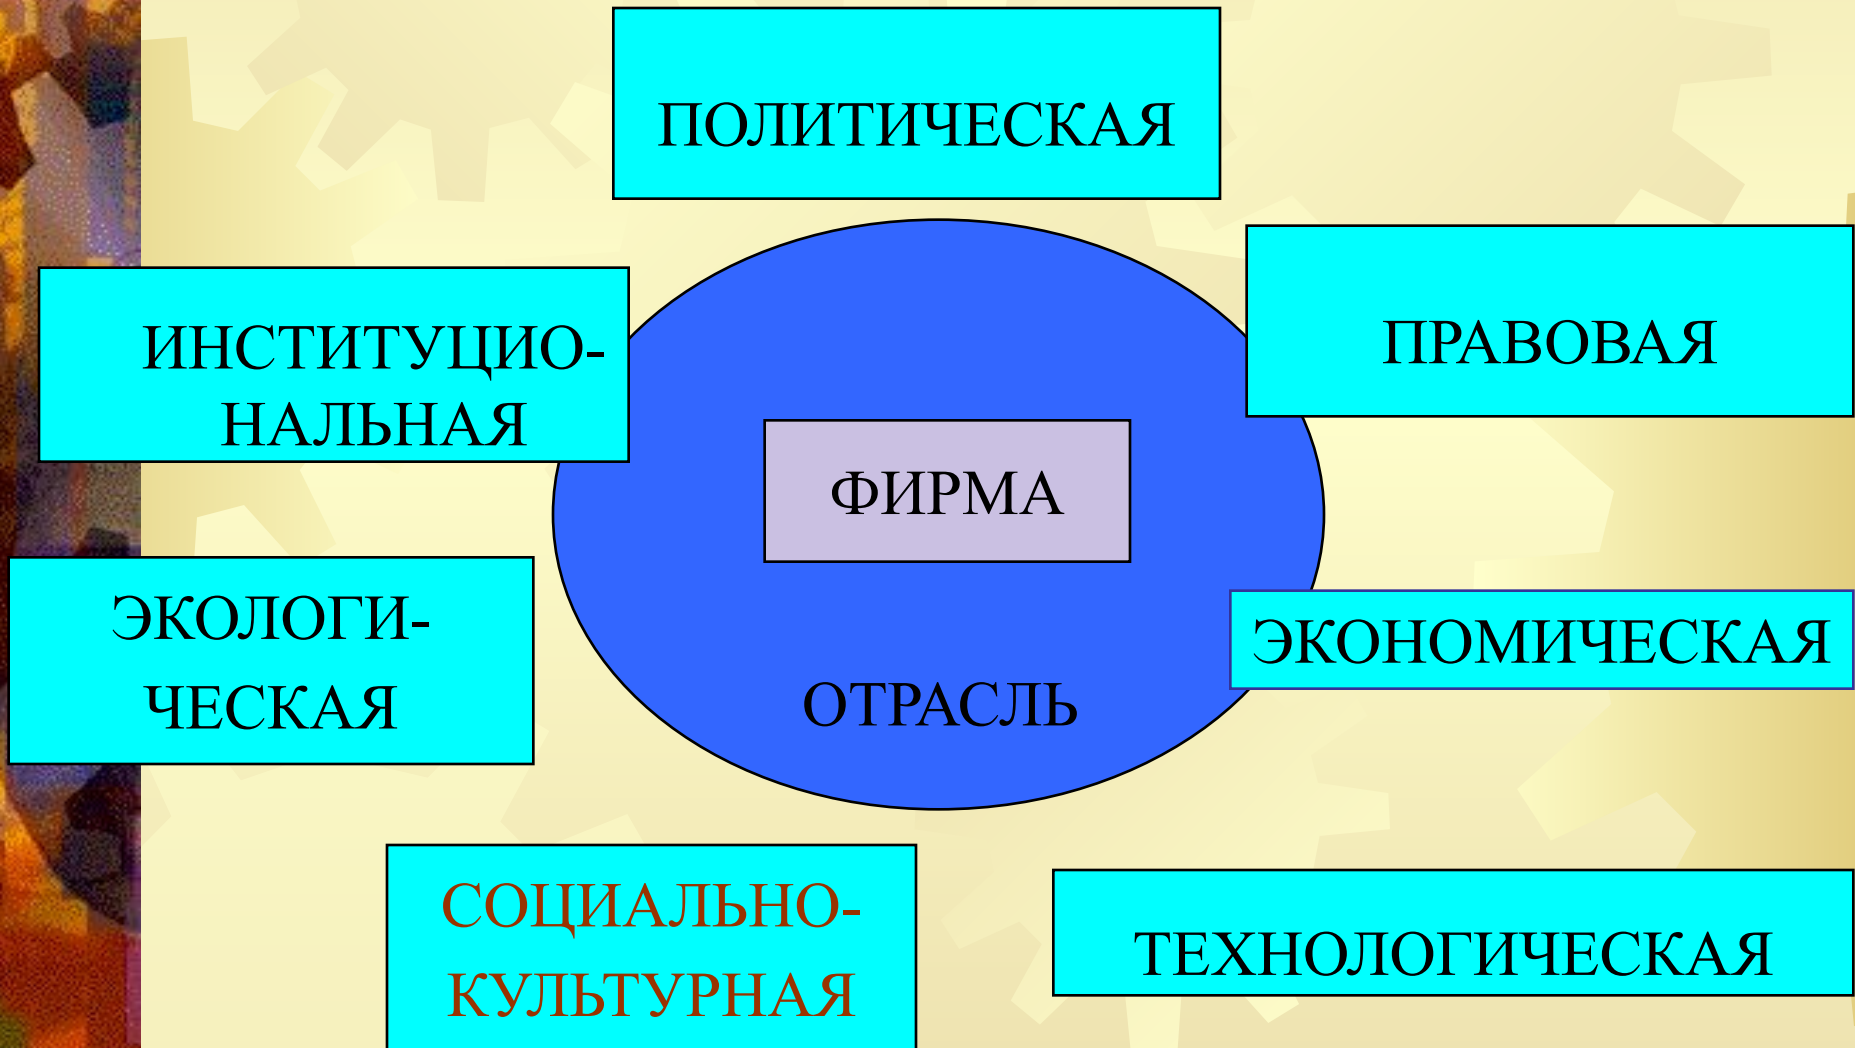 ПОЛИТИЧЕСКАЯ
ИНСТИТУЦИО-
НАЛЬНАЯ
ПРАВОВАЯ
ФИРМА
ЭКОЛОГИ-
ЧЕСКАЯ
ЭКОНОМИЧЕСКАЯ
ОТРАСЛЬ
СОЦИАЛЬНО-
КУЛЬТУРНАЯ
ТЕХНОЛОГИЧЕСКАЯ